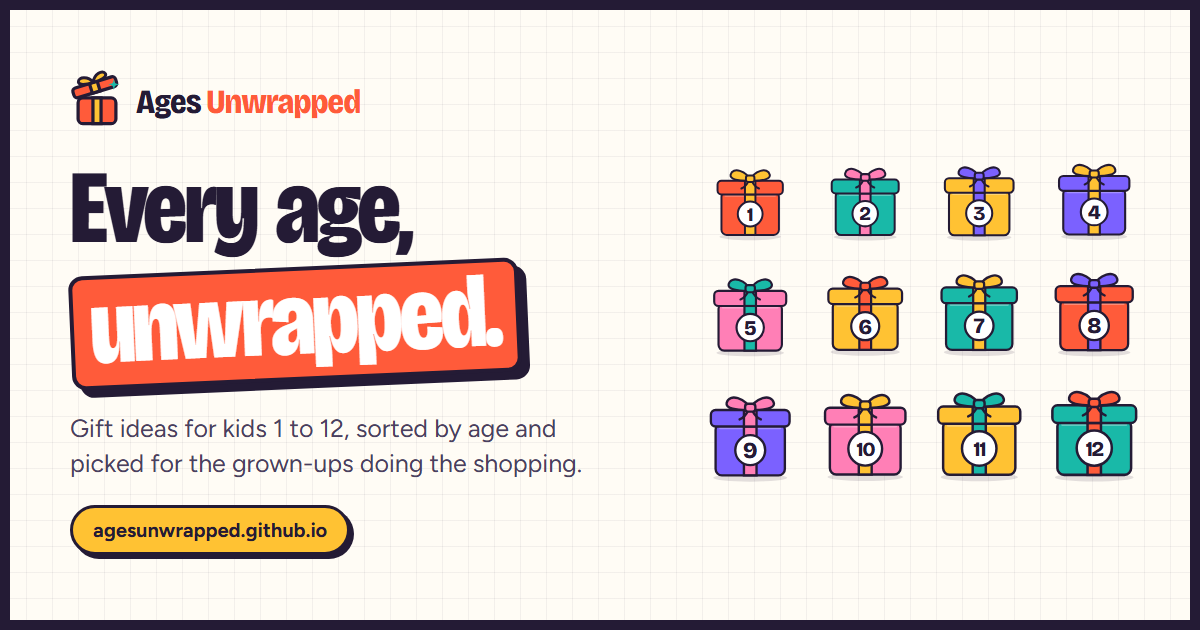 Ages Unwrapped
Every age,
unwrapped.
Gift ideas for kids 1 to 12, sorted by age and
picked for the grown-ups doing the shopping.
agesunwrapped.github.io
1 2 3 4
5 6 7 8
9 10 11 12